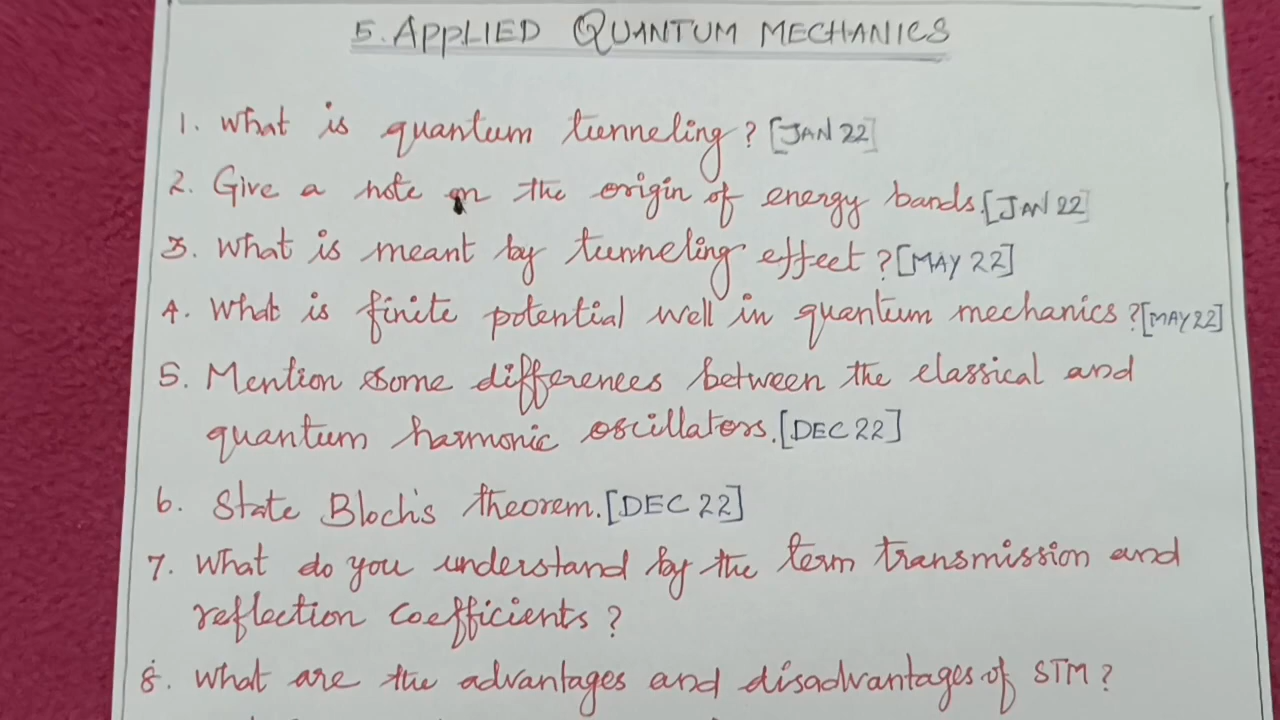 5. APPLIED QUANTUM MECHANICS
1. What is quantum tunneling? [JAN 22]
2. Give a note on the origin of energy bands. [JAN 22]
3. What is meant by tunneling effect? [MAY 22]
4. What is finite potential well in quantum mechanics? [MAY 22]
5. Mention some differences between the classical and
quantum harmonic oscillators. [DEC 22]
6. State Bloch's theorem. [DEC 22]
7. What do you understand by the term transmission and
reflection coefficients?
8. What are the advantages and disadvantages of STM?